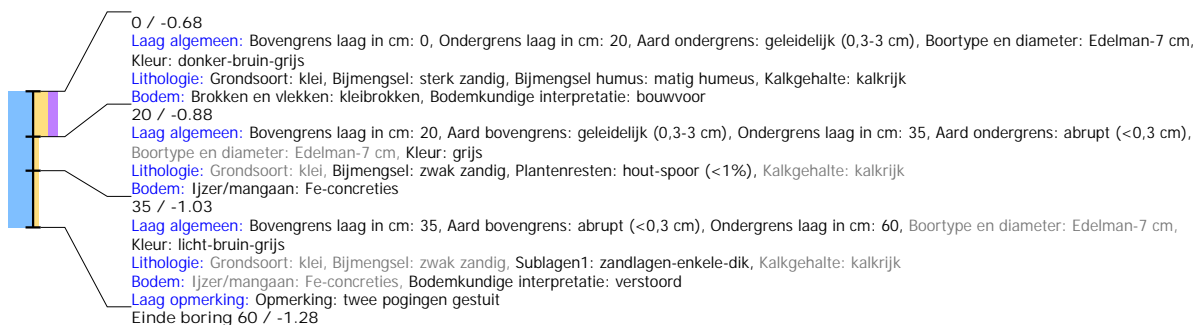 0 / -0.68
Laag algemeen: Bovengrens laag in cm: 0, Ondergrens laag in cm: 20, Aard ondergrens: geleidelijk (0,3-3 cm), Boortype en diameter: Edelman-7 cm,
Kleur: donker-bruin-grijs
Lithologie: Grondsoort: klei, Bijmengsel: sterk zandig, Bijmengsel humus: matig humeus, Kalkgehalte: kalkrijk
Bodem: Brokken en vlekken: kleibrokken, Bodemkundige interpretatie: bouwvoor
20 / -0.88
Laag algemeen: Bovengrens laag in cm: 20, Aard bovengrens: geleidelijk (0,3-3 cm), Ondergrens laag in cm: 35, Aard ondergrens: abrupt (<0,3 cm),
Boortype en diameter: Edelman-7 cm, Kleur: grijs
Lithologie: Grondsoort: klei, Bijmengsel: zwak zandig, Plantenresten: hout-spoor (<1%), Kalkgehalte: kalkrijk
Bodem: Ijzer/mangaan: Fe-concreties
35 / -1.03
Laag algemeen: Bovengrens laag in cm: 35, Aard bovengrens: abrupt (<0,3 cm), Ondergrens laag in cm: 60, Boortype en diameter: Edelman-7 cm,
Kleur: licht-bruin-grijs
Lithologie: Grondsoort: klei, Bijmengsel: zwak zandig, Sublagen1: zandlagen-enkele-dik, Kalkgehalte: kalkrijk
Bodem: Ijzer/mangaan: Fe-concreties, Bodemkundige interpretatie: verstoord
Laag opmerking: Opmerking: twee pogingen gestuit
Einde boring 60 / -1.28